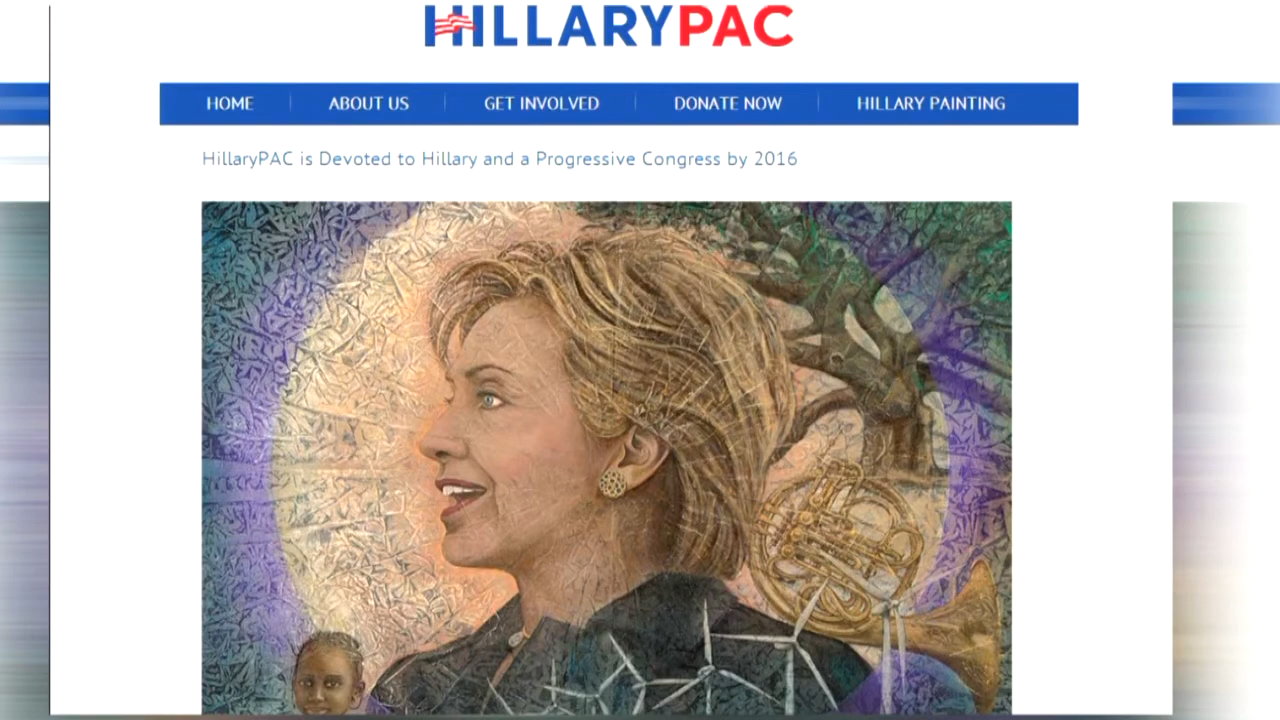 HILLARYPAC
HOME ABOUT US GET INVOLVED DONATE NOW HILLARY PAINTING
HillaryPAC is Devoted to Hillary and a Progressive Congress by 2016